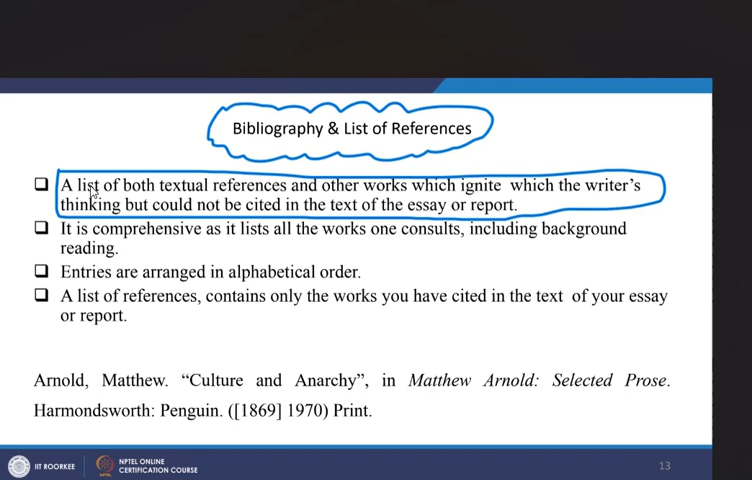 Bibliography & List of References
A list of both textual references and other works which ignite which the writer's
thinking but could not be cited in the text of the essay or report.
It is comprehensive as it lists all the works one consults, including background
reading.
Entries are arranged in alphabetical order.
A list of references, contains only the works you have cited in the text of your essay
or report.
Arnold, Matthew. “Culture and Anarchy”, in Matthew Arnold: Selected Prose.
Harmondsworth: Penguin. ([1869] 1970) Print.
IIT ROORKEE
NPTEL ONLINE
CERTIFICATION COURSE
13